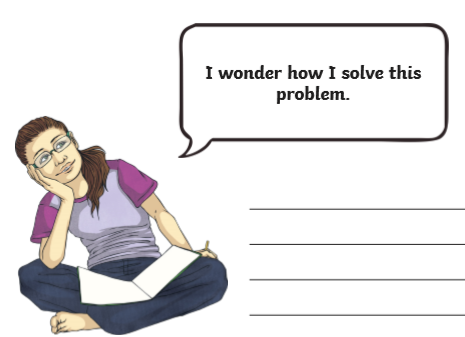 I wonder how I solve this
problem.